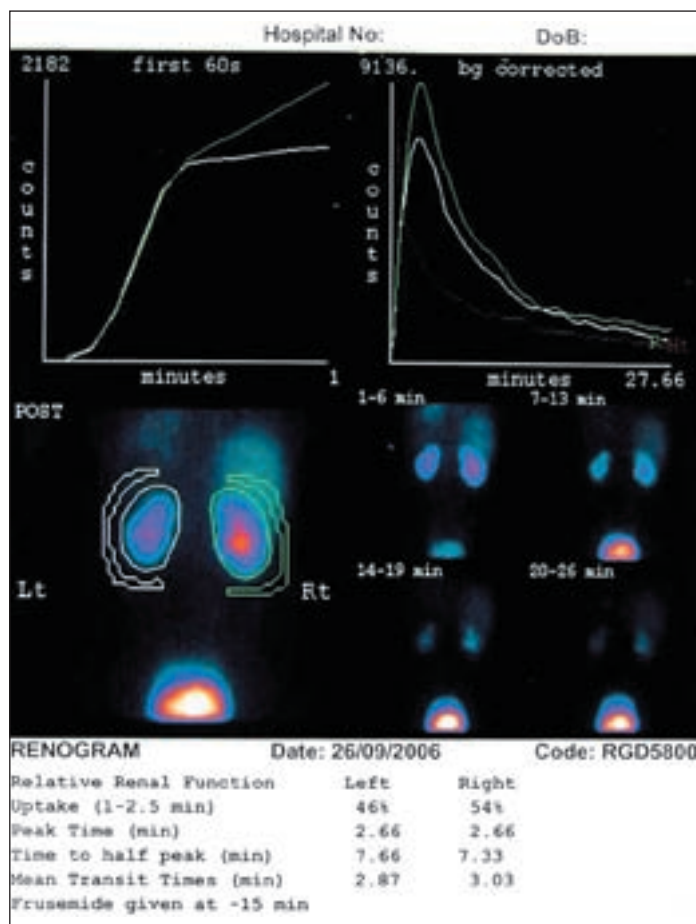 Hospital No: DoB:
2182 first 60s
counts
minutes 1
9136. bg corrected
counts
minutes 27.66
POST
Lt Rt
1-6 min 7-13 min
14-19 min 20-26 min
RENOGRAM Date: 26/09/2006 Code: RGD5800
Relative Renal Function Left Right
Uptake (1-2.5 min) 46% 54%
Peak Time (min) 2.66 2.66
Time to half peak (min) 7.66 7.33
Mean Transit Times (min) 2.87 3.03
Frusemide given at -15 min